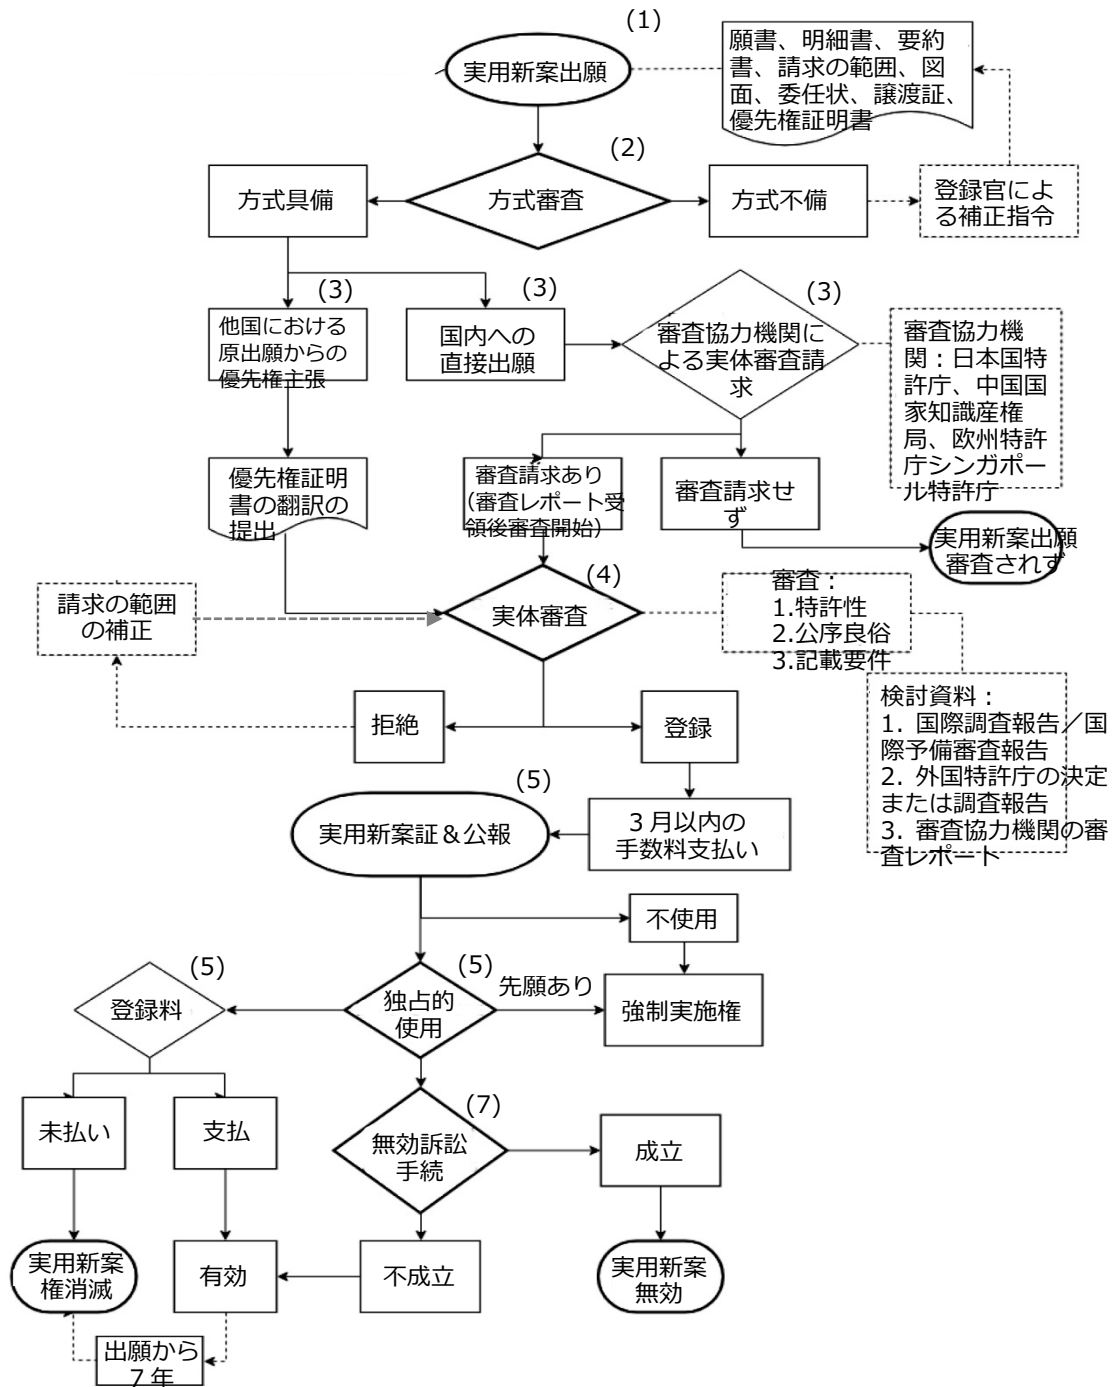 (1)
実用新案出願
願書、明細書、要約
書、請求の範囲、図
面、委任状、譲渡証、
優先権証明書
(2)
方式具備
方式審査
方式不備
登録官によ
る補正指令
(3)
他国における
原出願からの
優先権主張
(3)
国内への
直接出願
(3)
審査協力機関に
よる実体審査請
求
審査協力機
関：日本国特
許庁、中国国
家知識産権
局、欧州特許
庁シンガポー
ル特許庁
優先権証明
書の翻訳の
提出
審査請求あり
（審査レポート受
領後審査開始）
審査請求せ
ず
実用新案出願
審査されず
請求の範囲
の補正
(4)
実体審査
審査：
1.特許性
2.公序良俗
3.記載要件
検討資料：
1. 国際調査報告／国
際予備審査報告
2. 外国特許庁の決定
または調査報告
3. 審査協力機関の審
査レポート
拒絶
登録
(5)
実用新案証＆公報
３月以内の
手数料支払い
不使用
(5)
登録料
(5)
独占的
使用
先願あり
強制実施権
未払い
支払
(7)
無効訴訟
手続
成立
実用新案
権消滅
有効
不成立
実用新案
無効
出願から
７年